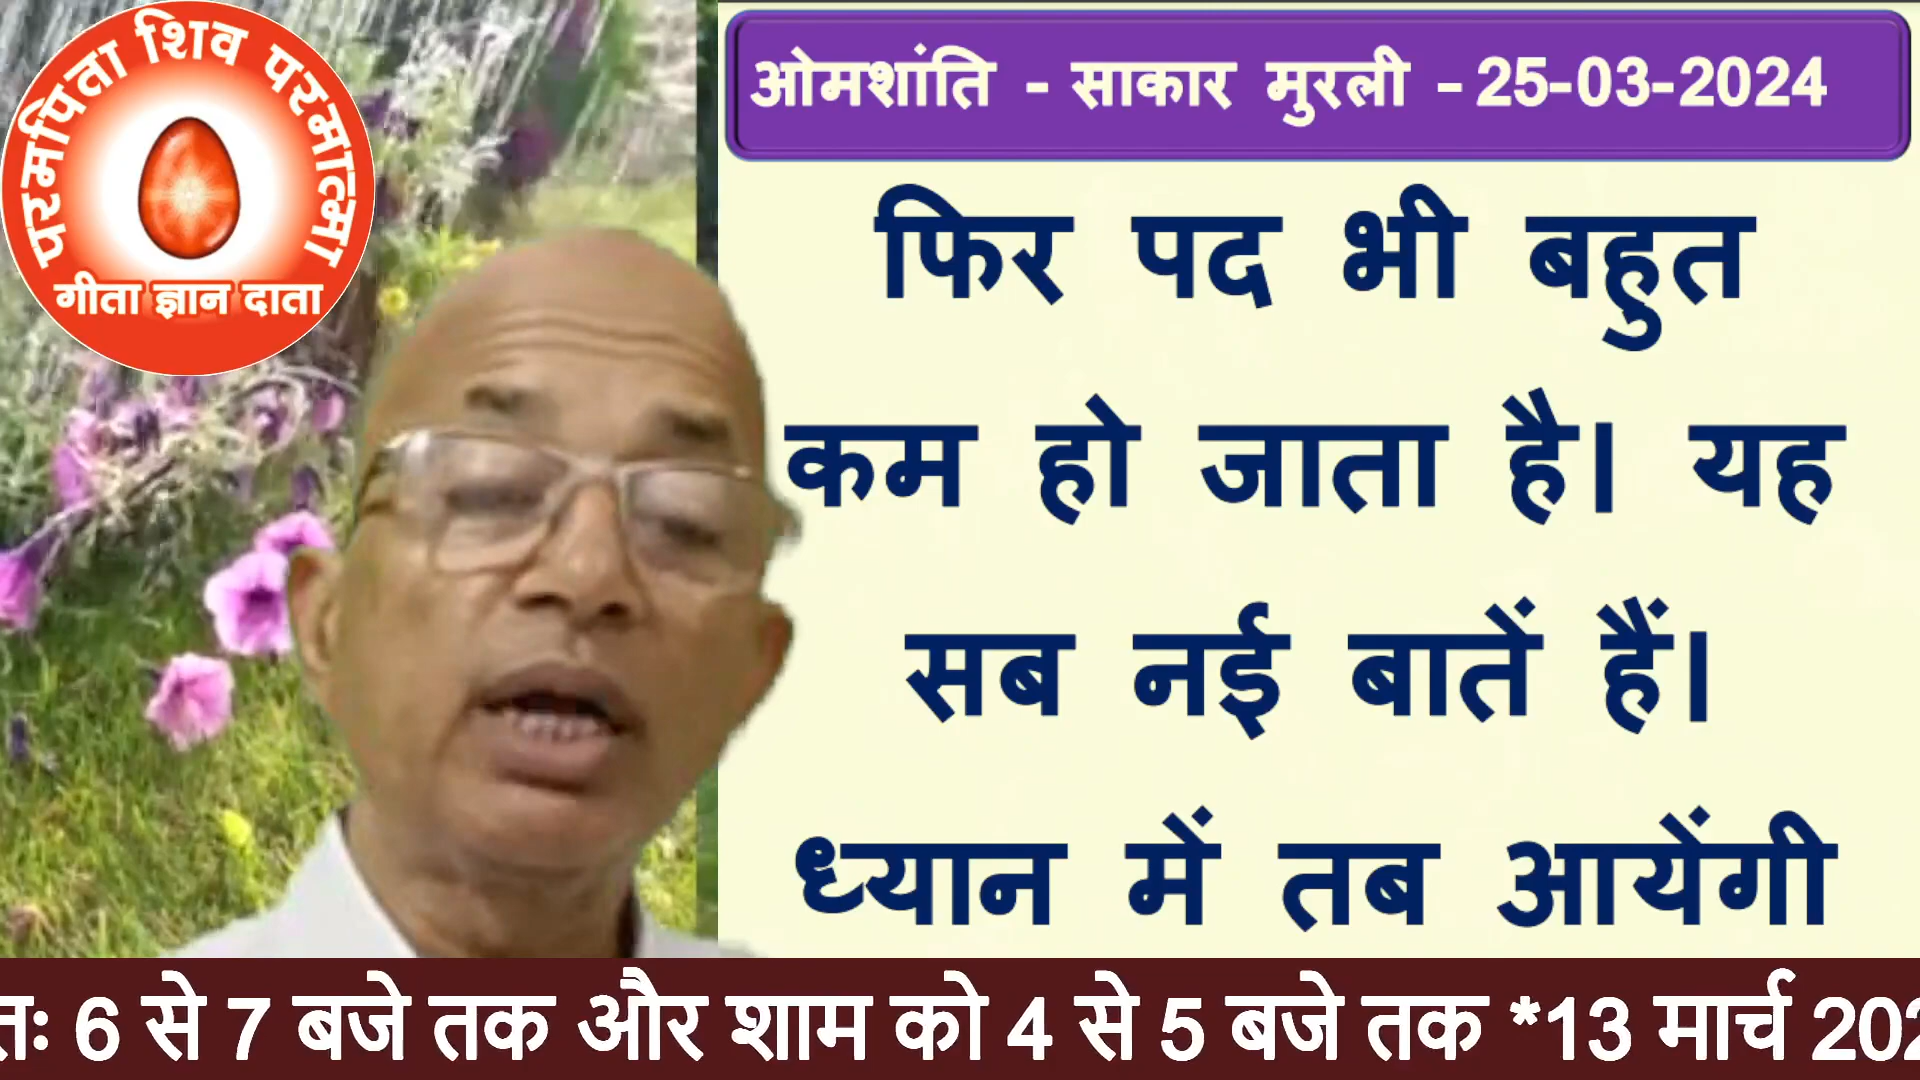 परमपिता शिव परमात्मा
गीता ज्ञान दाता
ओमशांति - साकार मुरली - 25-03-2024
फिर पद भी बहुत
कम हो जाता है। यह
सब नई बातें हैं।
ध्यान में तब आयेंगी
6 से 7 बजे तक और शाम को 4 से 5 बजे तक *13 मार्च